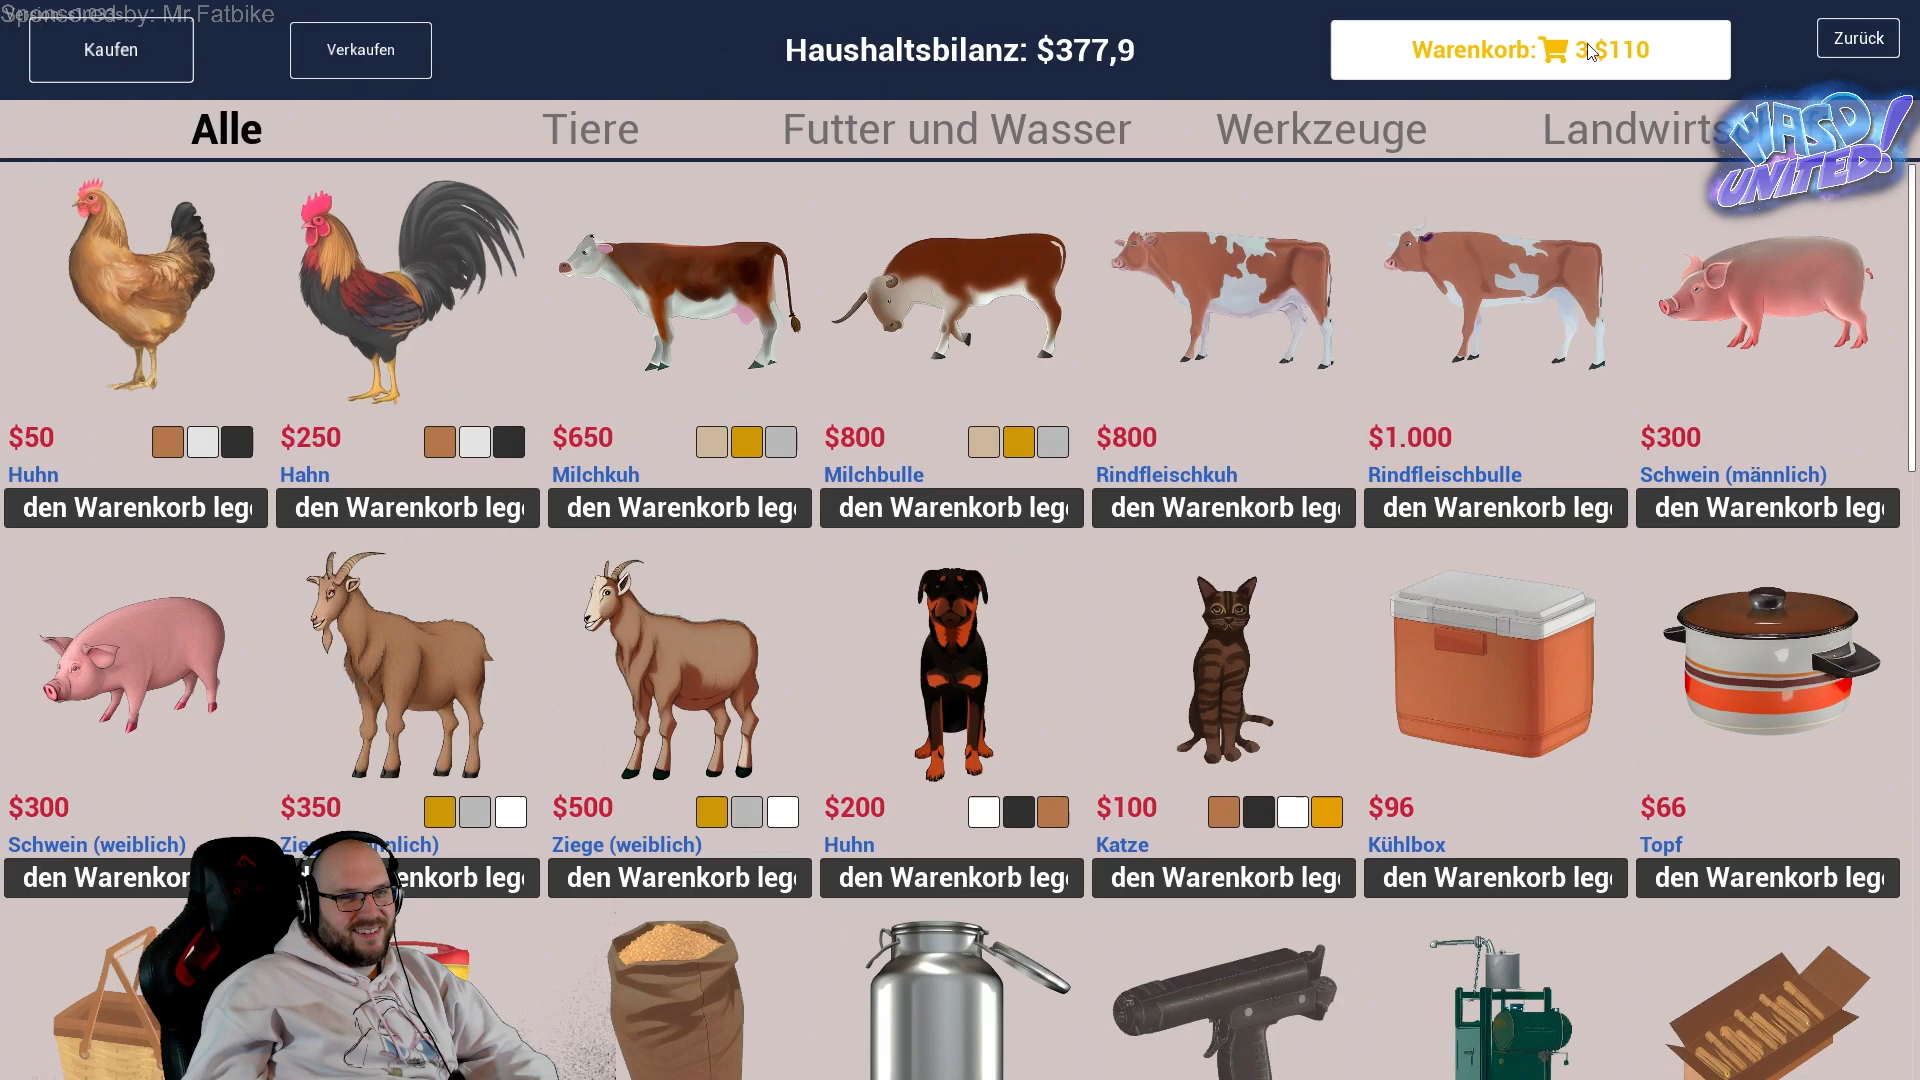 Sponsored by: Mr.Fatbike
Kaufen
Verkaufen
Haushaltsbilanz: $377,9
Warenkorb: 3 $110
Zurück
Alle
Tiere
Futter und Wasser
Werkzeuge
Landwirts
WASD UNITED!
$50
$250
$650
$800
$800
$1.000
$300
Huhn
Hahn
Milchkuh
Milchbulle
Rindfleischkuh
Rindfleischbulle
Schwein (männlich)
den Warenkorb leg
den Warenkorb leg
den Warenkorb leg
den Warenkorb leg
den Warenkorb leg
den Warenkorb leg
den Warenkorb leg
$300
$350
$500
$200
$100
$96
$66
Schwein (weiblich)
Zie nlich)
Ziege (weiblich)
Huhn
Katze
Kühlbox
Topf
den Warenkor
enkorb leg
den Warenkorb leg
den Warenkorb leg
den Warenkorb leg
den Warenkorb leg
den Warenkorb leg